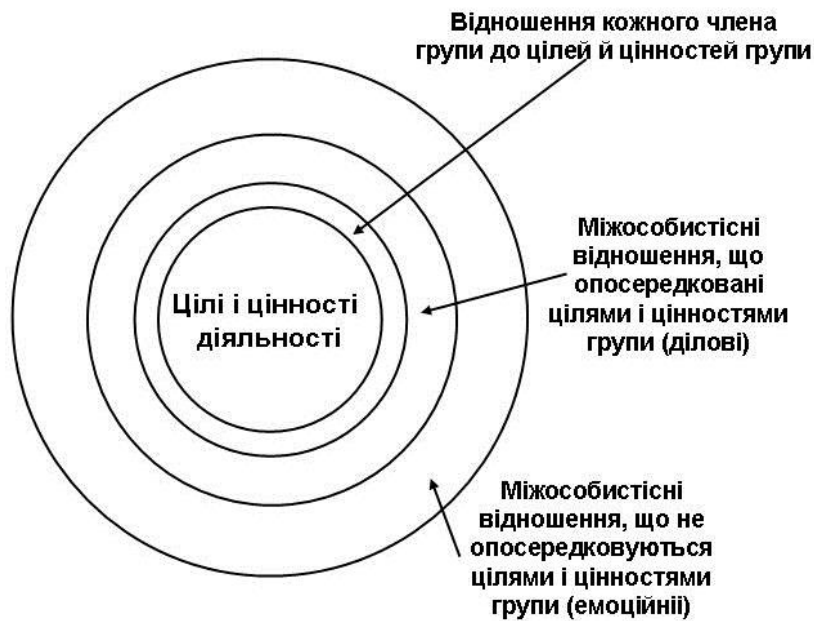 Відношення кожного члена
групи до цілей й цінностей групи
Цілі і цінності
діяльності
Міжособистісні
відношення, що
опосередковані
цілями і цінностями
групи (ділові)
Міжособистісні
відношення, що не
опосередковуються
цілями і цінностями
групи (емоційніі)